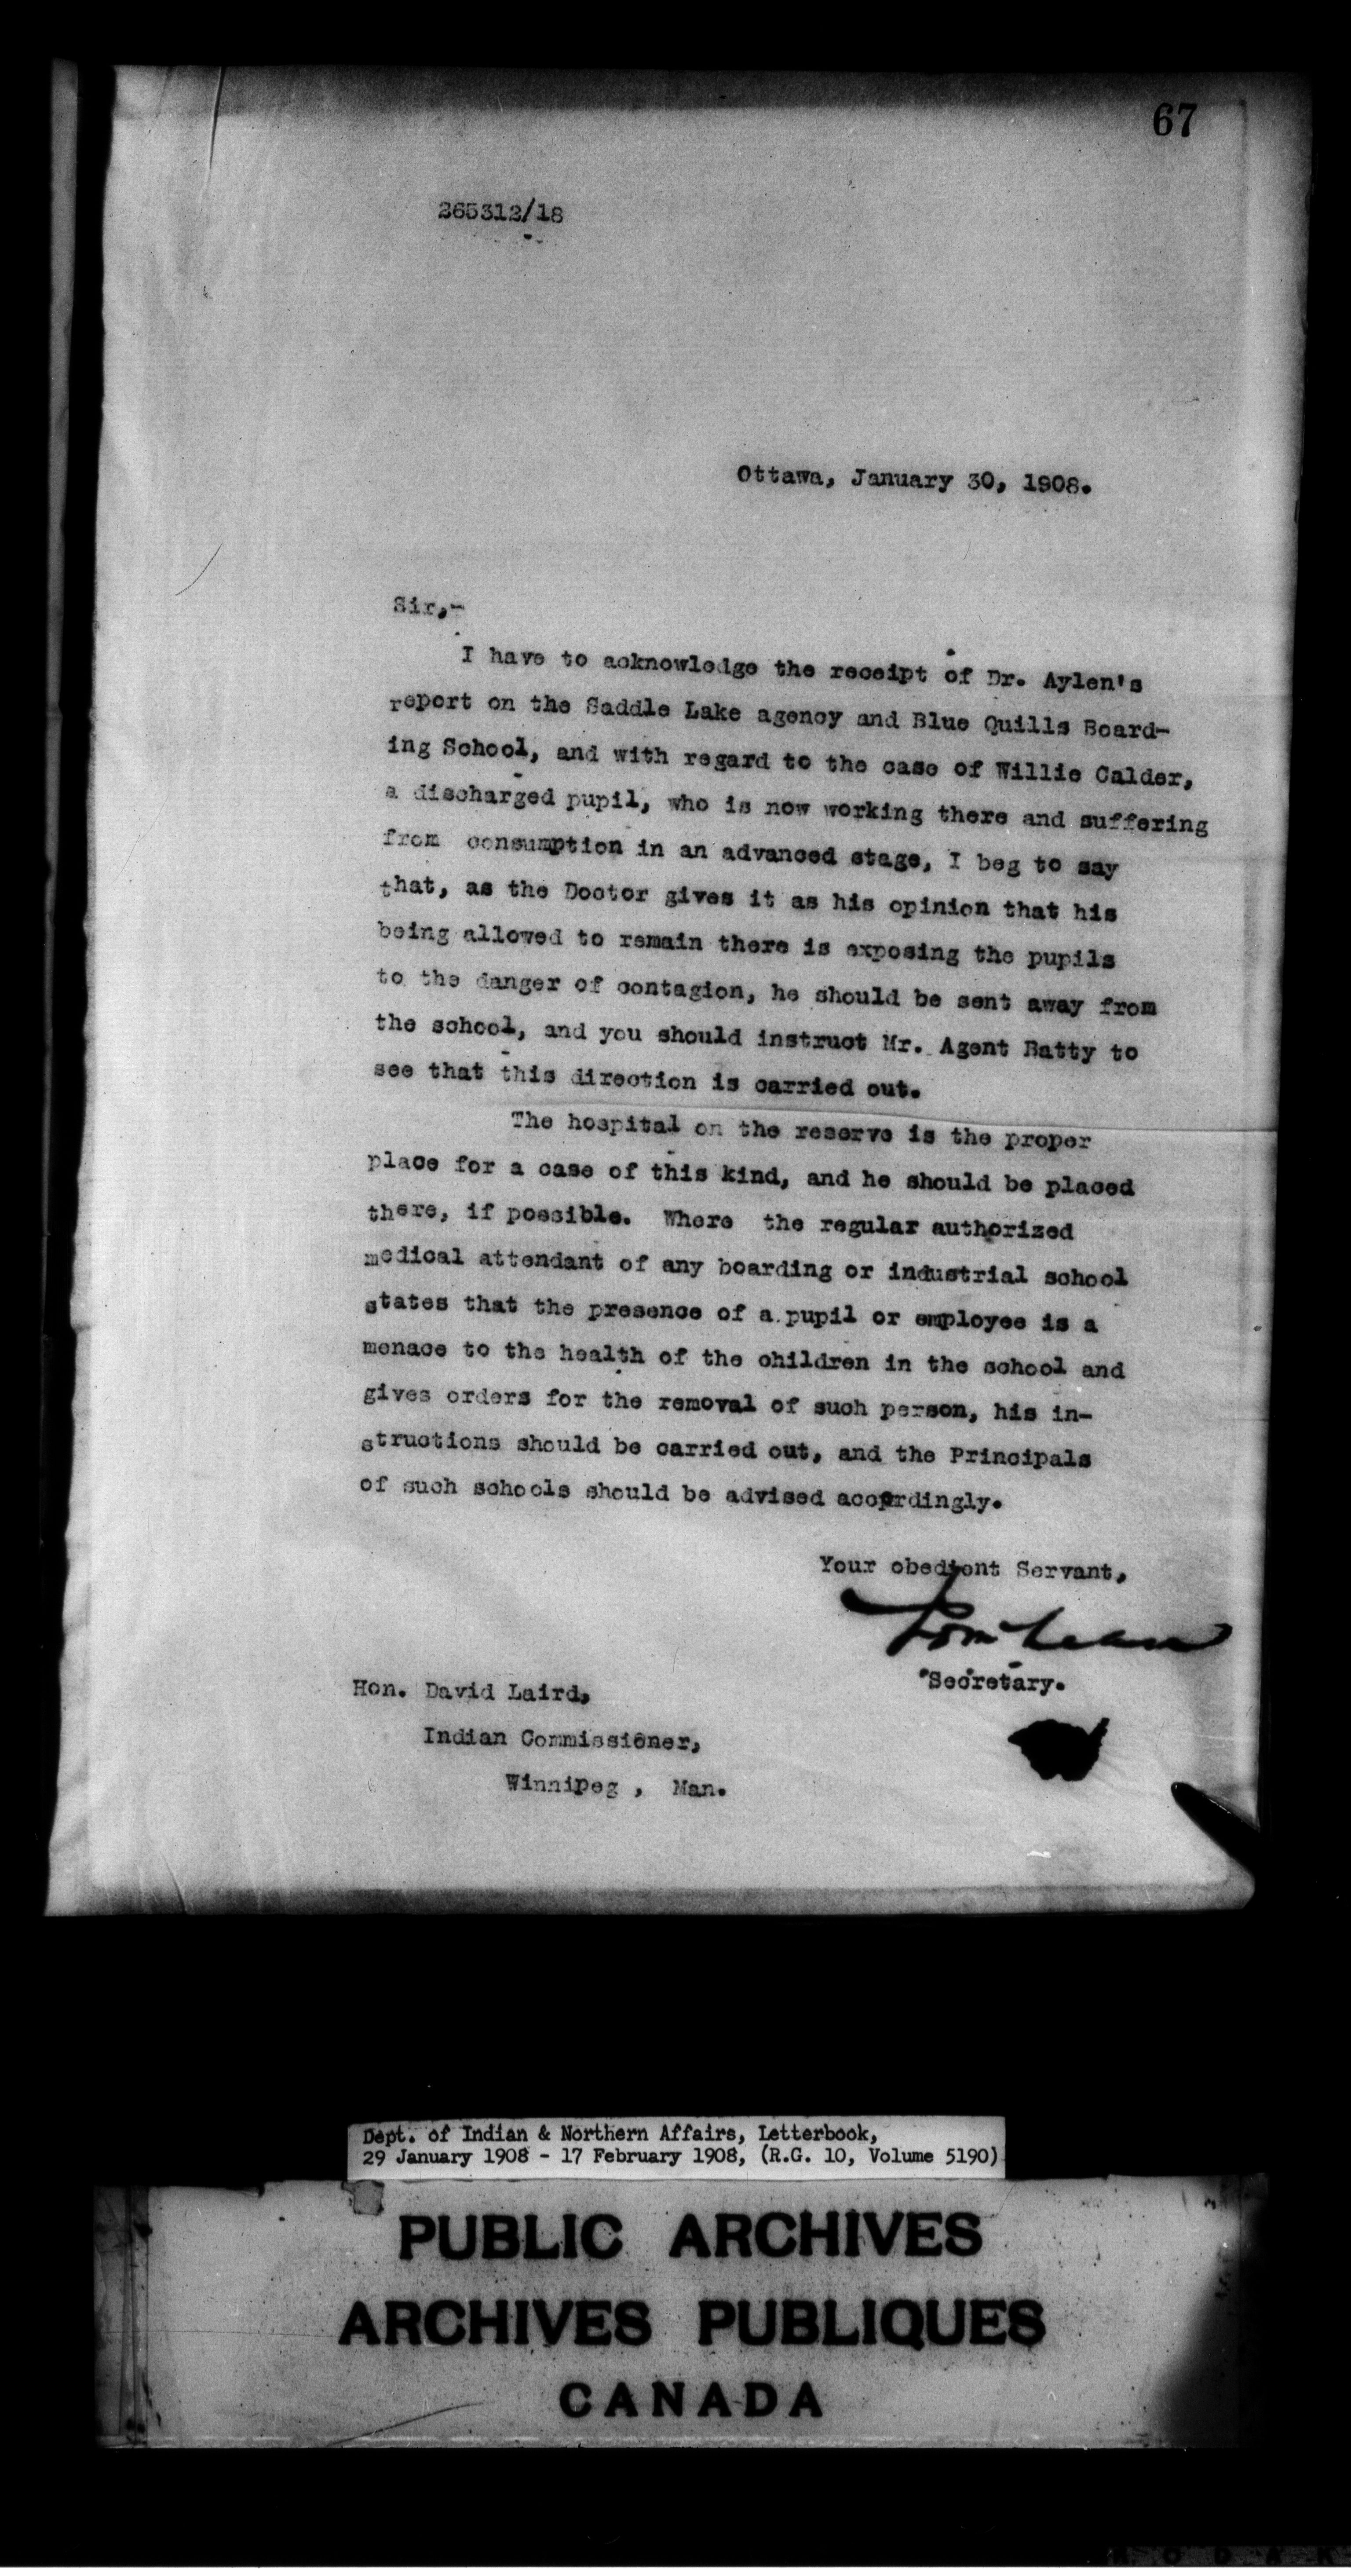 67
265312/18
Ottawa, January 30, 1908.
Sir,-
I have to acknowledge the receipt of Dr. Aylen's
report on the Saddle Lake agency and Blue Quills Board-
ing School, and with regard to the case of Willie Calder,
a discharged pupil, who is now working there and suffering
from consumption in an advanced stage, I beg to say
that, as the Doctor gives it as his opinion that his
being allowed to remain there is exposing the pupils
to the danger of contagion, he should be sent away from
the school, and you should instruct Mr. Agent Batty to
see that this direction is carried out.
The hospital on the reserve is the proper
place for a case of this kind, and he should be placed
there, if possible. Where the regular authorized
medical attendant of any boarding or industrial school
states that the presence of a pupil or employee is a
menace to the health of the children in the school and
gives orders for the removal of such person, his in-
structions should be carried out, and the Principals
of such schools should be advised accordingly.
Your obedient Servant,
Secretary.
Hon. David Laird,
Indian Commissioner,
Winnipeg , Man.
Dept. of Indian & Northern Affairs, Letterbook,
29 January 1908 - 17 February 1908, (R.G. 10, Volume 5190)
PUBLIC ARCHIVES
ARCHIVES PUBLIQUES
CANADA